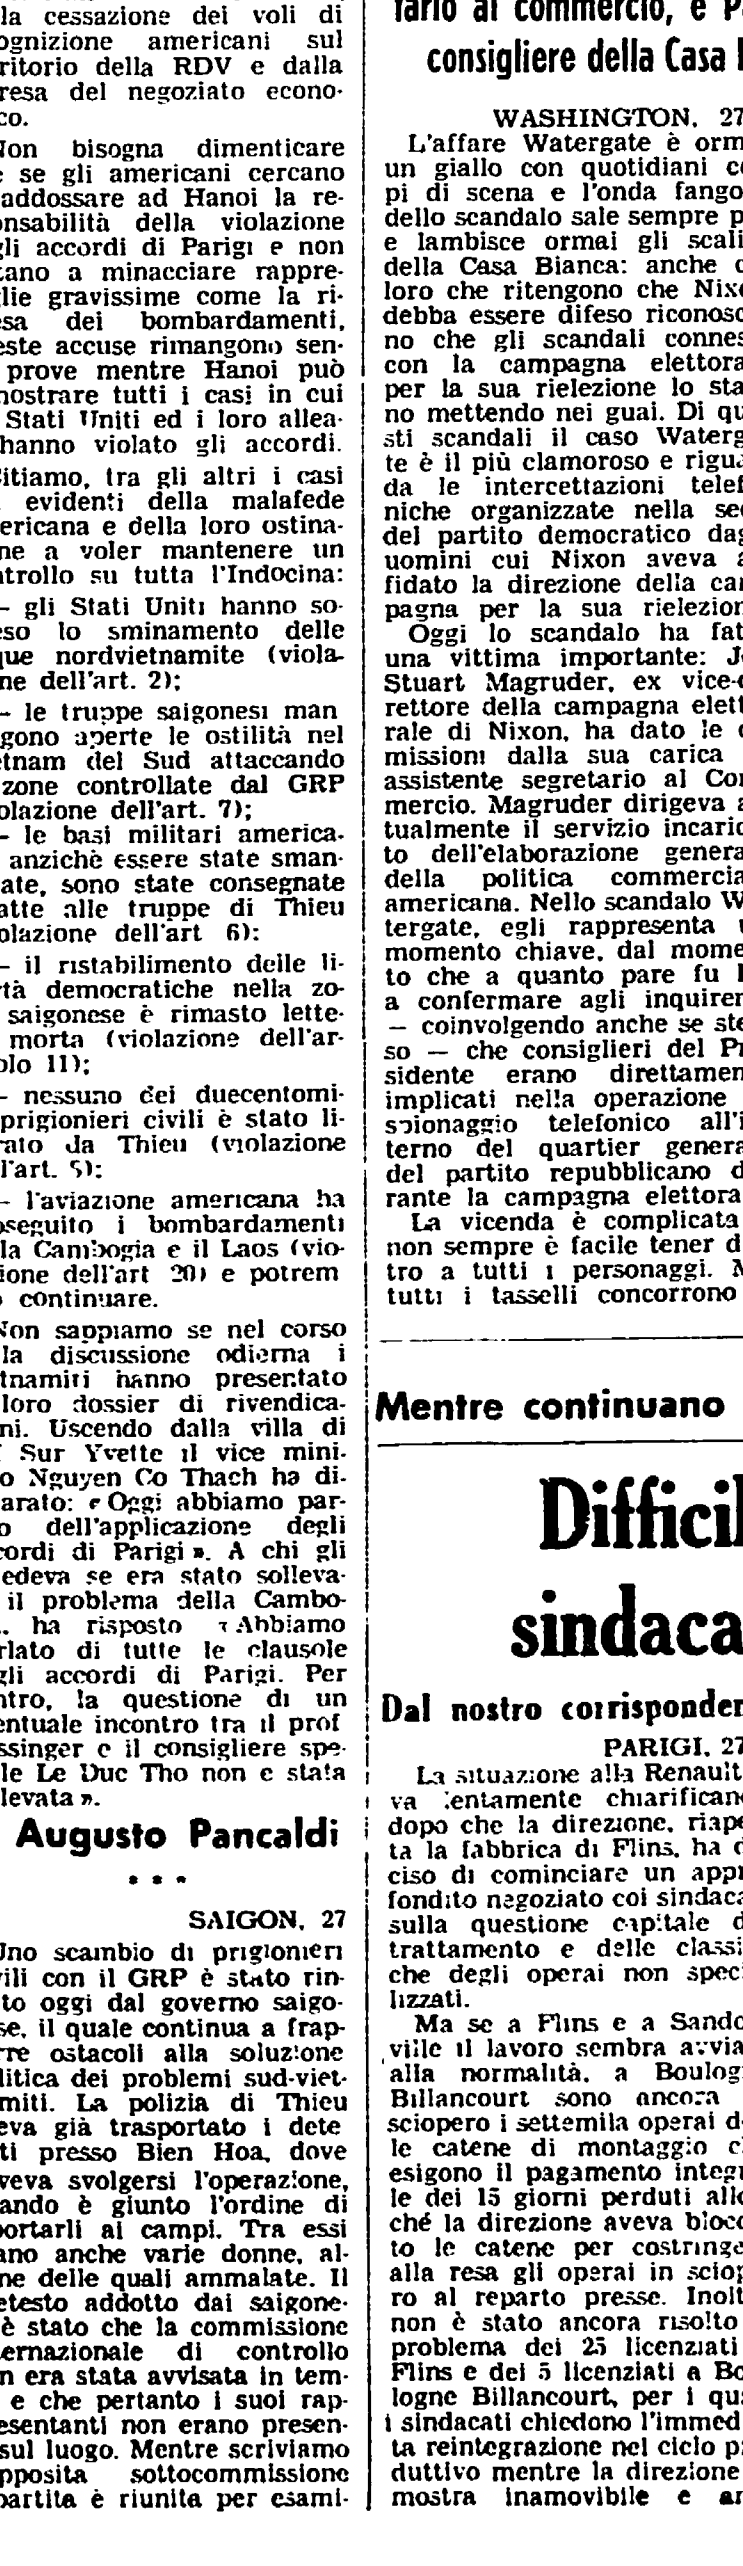 la cessazione dei voli di
ognizione americani sul
ritorio della RDV e dalla
resa del negoziato econo-
co.
Non bisogna dimenticare
e se gli americani cercano
addossare ad Hanoi la re-
onsabilità della violazione
gli accordi di Parigi e non
tano a minacciare rappre-
glie gravissime come la ri-
esa dei bombardamenti,
este accuse rimangono sen-
prove mentre Hanoi può
mostrare tutti i casi in cui
Stati Uniti ed i loro allea-
hanno violato gli accordi.
itiamo, tra gli altri i casi
evidenti della malafede
ericana e della loro ostina-
ne a voler mantenere un
ntrollo su tutta l'Indocina:
— gli Stati Uniti hanno so-
eso lo sminamento delle
que nordvietnamite (viola-
ne dell'art. 2);
— le truppe saigonesi man
gono aperte le ostilità nel
etnam del Sud attaccando
zone controllate dal GRP
olazione dell'art. 7);
— le basi militari america-
anzichè essere state sman-
ate, sono state consegnate
atte alle truppe di Thieu
olazione dell'art 6):
— il ristabilimento delle li-
rtà democratiche nella zo-
saigonese è rimasto lette-
morta (violazione dell'ar-
olo 11);
— nessuno dei duecentomi-
prigionieri civili è stato li-
rato da Thieu (violazione
l'art. 5):
— l'aviazione americana ha
oseguito i bombardamenti
la Cambogia e il Laos (vio-
ione dell'art 20) e potrem
o continuare.
Non sappiamo se nel corso
la discussione odierna i
tnamiti hanno presentato
loro dossier di rivendica-
ni. Uscendo dalla villa di
f Sur Yvette il vice mini-
o Nguyen Co Thach ha di-
arato: « Oggi abbiamo par-
o dell'applicazione degli
cordi di Parigi ». A chi gli
edeva se era stato solleva-
il problema della Cambo-
. ha risposto « Abbiamo
rlato di tutte le clausole
gli accordi di Parigi. Per
ntro, la questione di un
entuale incontro tra il prof
ssinger e il consigliere spe-
le Le Duc Tho non e stata
levata ».
Augusto Pancaldi
• • •
SAIGON, 27
Uno scambio di prigionieri
ili con il GRP è stato rin-
to oggi dal governo saigo-
se, il quale continua a frap-
rre ostacoli alla soluzione
litica dei problemi sud-viet-
miti. La polizia di Thieu
eva già trasportato i dete
ti presso Bien Hoa, dove
veva svolgersi l'operazione,
ando è giunto l'ordine di
portarli ai campi. Tra essi
ano anche varie donne, al-
ne delle quali ammalate. Il
etesto addotto dai saigone-
è stato che la commissione
ternazionale di controllo
n era stata avvisata in tem-
e che pertanto i suoi rap-
esentanti non erano presen-
sul luogo. Mentre scriviamo
pposita sottocommissione
partita è riunita per esami-
tario al commercio, e P
consigliere della Casa
WASHINGTON, 27
L'affare Watergate è orm
un giallo con quotidiani co
pi di scena e l'onda fango
dello scandalo sale sempre p
e lambisce ormai gli scali
della Casa Bianca: anche c
loro che ritengono che Nixo
debba essere difeso riconosc
no che gli scandali connes
con la campagna elettora
per la sua rielezione lo sta
no mettendo nei guai. Di qu
sti scandali il caso Waterg
te è il più clamoroso e rigua
da le intercettazioni telef
niche organizzate nella sed
del partito democratico dag
uomini cui Nixon aveva a
fidato la direzione della cam
pagna per la sua rielezion
Oggi lo scandalo ha fat
una vittima importante: Je
Stuart Magruder, ex vice-d
rettore della campagna elett
rale di Nixon, ha dato le d
missioni dalla sua carica
assistente segretario al Con
mercio. Magruder dirigeva a
tualmente il servizio incaric
to dell'elaborazione genera
della politica commercia
americana. Nello scandalo W
tergate, egli rappresenta u
momento chiave, dal mome
to che a quanto pare fu l
a confermare agli inquiren
— coinvolgendo anche se ste
so — che consiglieri del Pr
sidente erano direttamen
implicati nella operazione
spionaggio telefonico all'i
terno del quartier genera
del partito repubblicano d
rante la campagna elettora
La vicenda è complicata
non sempre è facile tener d
tro a tutti i personaggi. M
tutti i tasselli concorrono
Mentre continuano
Difficil
sindaca
Dal nostro corrisponden
PARIGI, 27
La situazione alla Renault
va lentamente chiarifican
dopo che la direzione, riape
ta la fabbrica di Flins, ha d
ciso di cominciare un appr
fondito negoziato coi sindaca
sulla questione capitale d
trattamento e delle classi
che degli operai non speci
lizzati.
Ma se a Flins e a Sando
ville il lavoro sembra avvia
alla normalità, a Boulog
Billancourt sono ancora
sciopero i settemila operai d
le catene di montaggio c
esigono il pagamento integr
le dei 15 giorni perduti allo
ché la direzione aveva blocc
to le catene per costringe
alla resa gli operai in sciop
ro al reparto presse. Inolt
non è stato ancora risolto
problema dei 25 licenziati
Flins e dei 5 licenziati a Bo
logne Billancourt, per i qua
i sindacati chiedono l'immed
ta reintegrazione nel ciclo p
duttivo mentre la direzione
mostra inamovibile e an